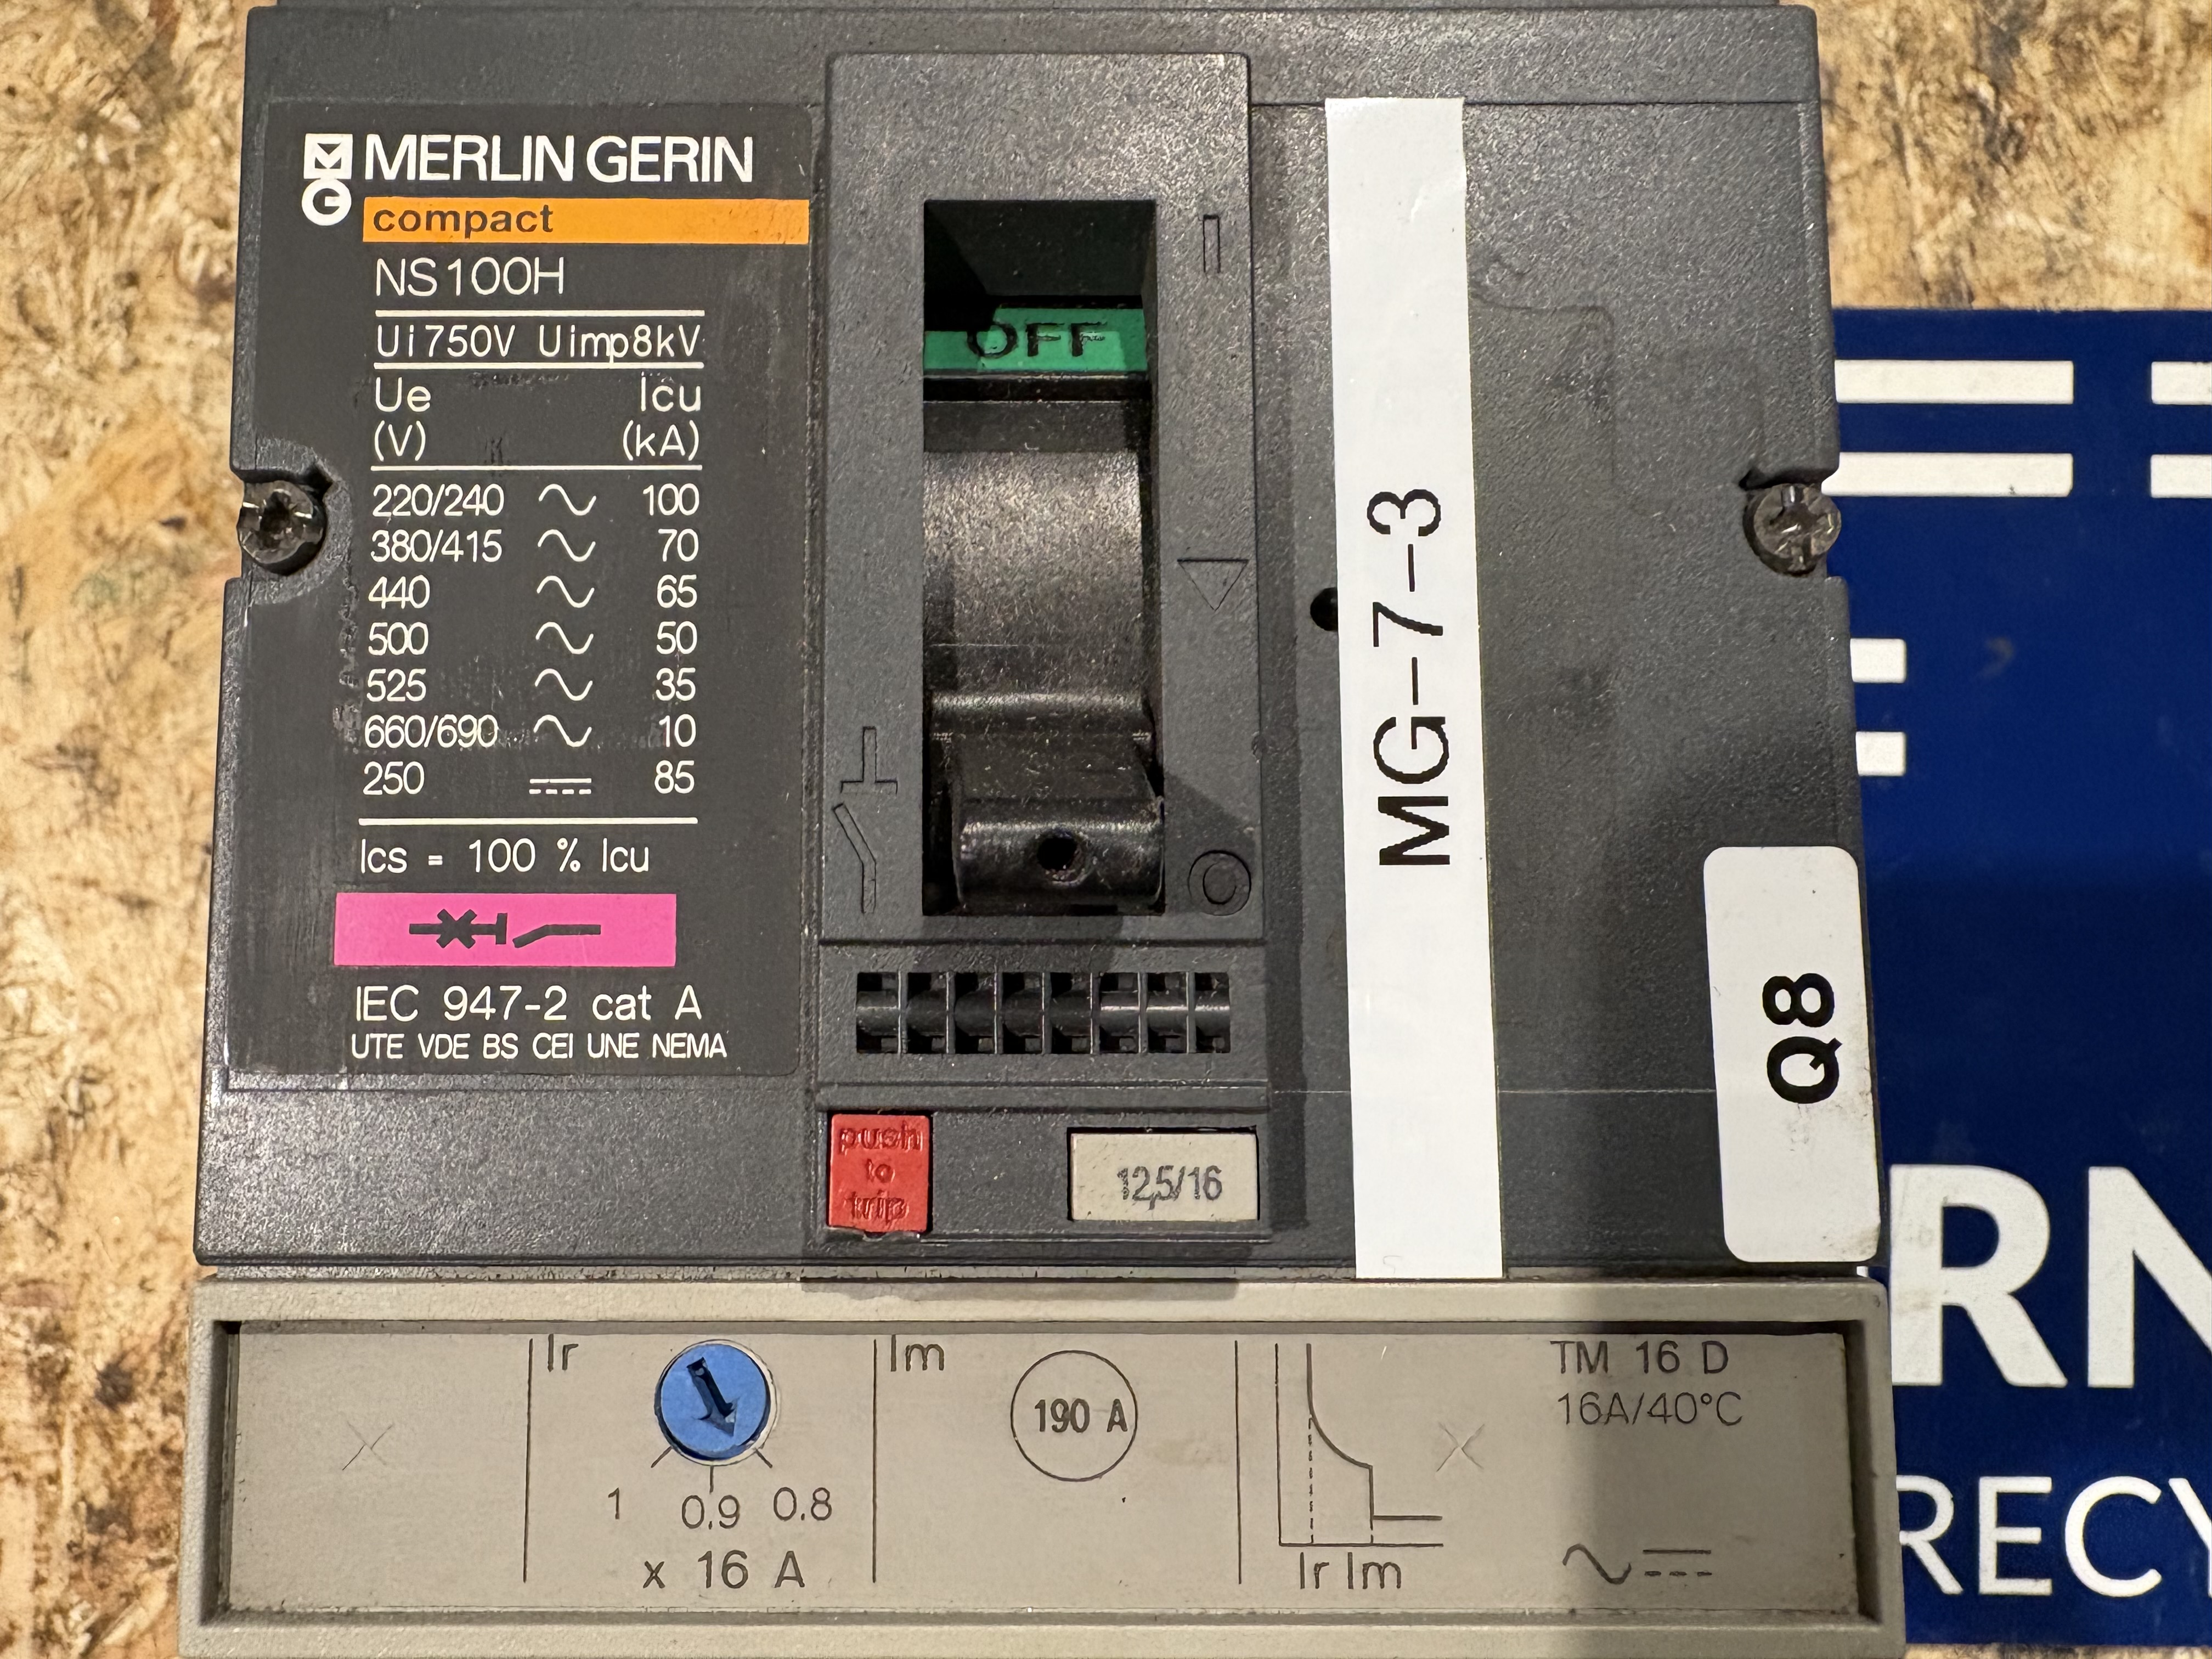 MG MERLIN GERIN
compact
NS100H
Ui750V Uimp8kV
Ue Icu
(V) (kA)
220/240 100
380/415 70
440 65
500 50
525 35
660/690 10
250 85
Ics = 100 % Icu
IEC 947-2 cat A
UTE VDE BS CEI UNE NEMA
I
OFF
O
push
to
trip
12,5/16
MG-7-3
Q8
Ir
1 0.9 0.8
x 16 A
Im
190 A
Ir Im
TM 16 D
16A/40°C
RN
RECY